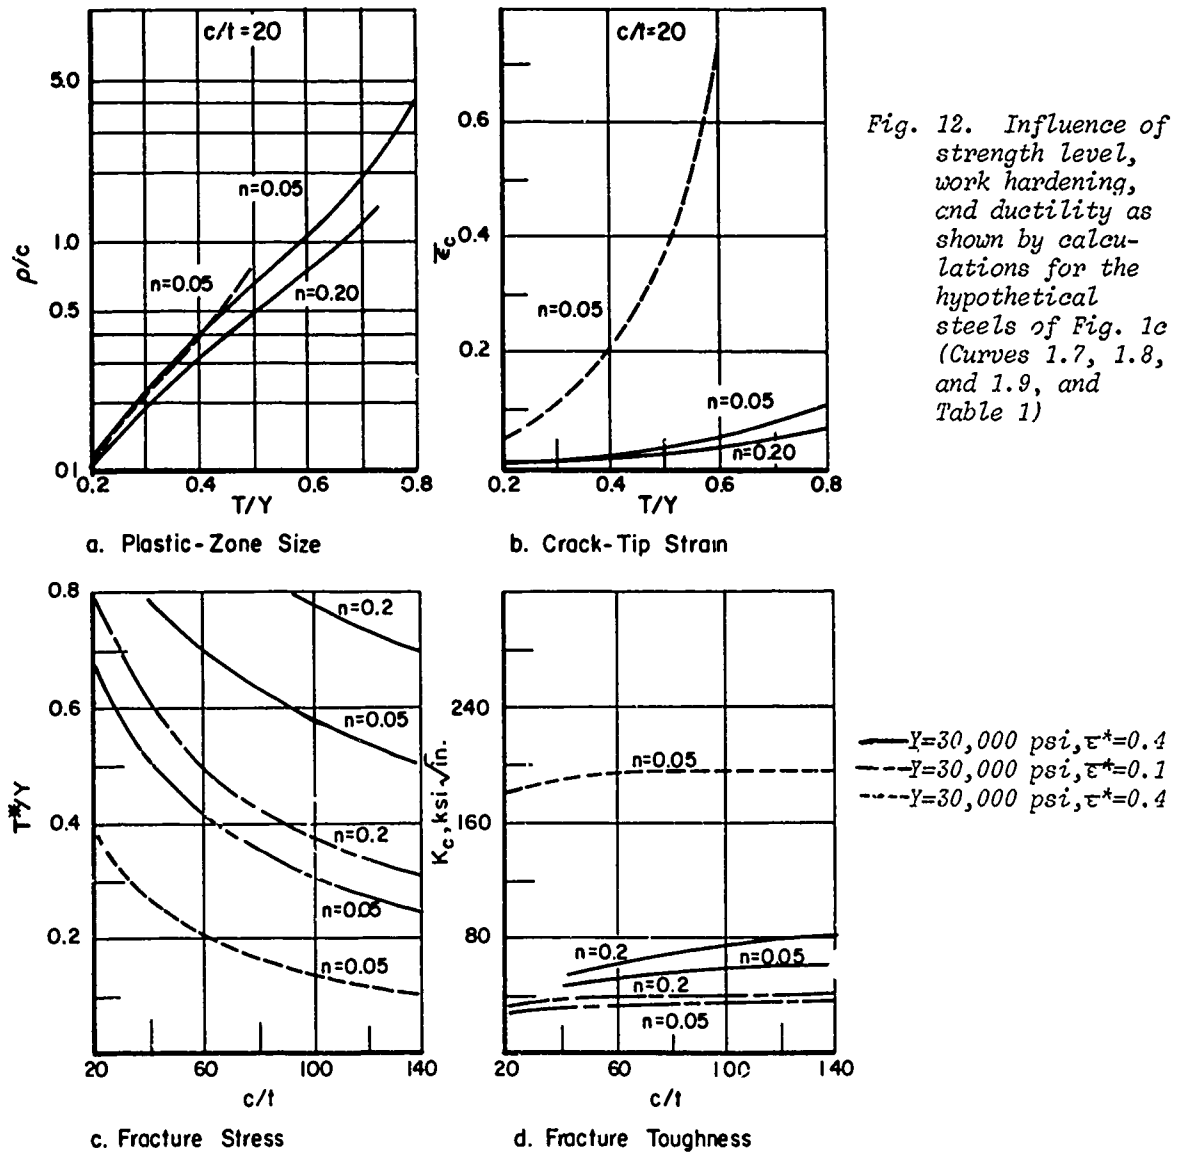 c/t=20
5.0
1.0
0.5
01
ρ/c
n=0.05
n=0.05
n=0.20
0.2
0.4
0.6
0.8
T/Y
a. Plastic-Zone Size
c/t=20
0.6
0.4
0.2
ε̅c
n=0.05
n=0.05
n=0.20
0.2
0.4
0.6
0.8
T/Y
b. Crack-Tip Strain
Fig. 12. Influence of
strength level,
work hardening,
cnd ductility as
shown by calcu-
lations for the
hypothetical
steels of Fig. 1c
(Curves 1.7, 1.8,
and 1.9, and
Table 1)
0.8
0.6
0.4
0.2
T*/Y
n=0.2
n=0.05
n=0.2
n=0.05
n=0.05
20
60
100
140
c/t
c. Fracture Stress
240
160
80
Kc, ksi √in.
n=0.05
n=0.2
n=0.05
n=0.2
n=0.05
20
60
100
140
c/t
d. Fracture Toughness
Y=30,000 psi, ε̅*=0.4
Y=30,000 psi, ε̅*=0.1
Y=30,000 psi, ε̅*=0.4